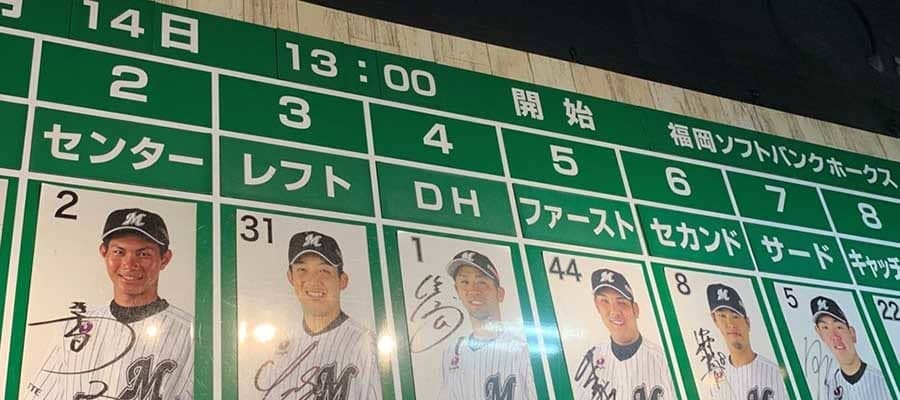 14日 13:00 開始 福岡ソフトバンクホークス
2 3 4 5 6 7 8
センター レフト DH ファースト セカンド サード キャッチ
2 31 1 44 8 5 22
M M M M M M
M M M